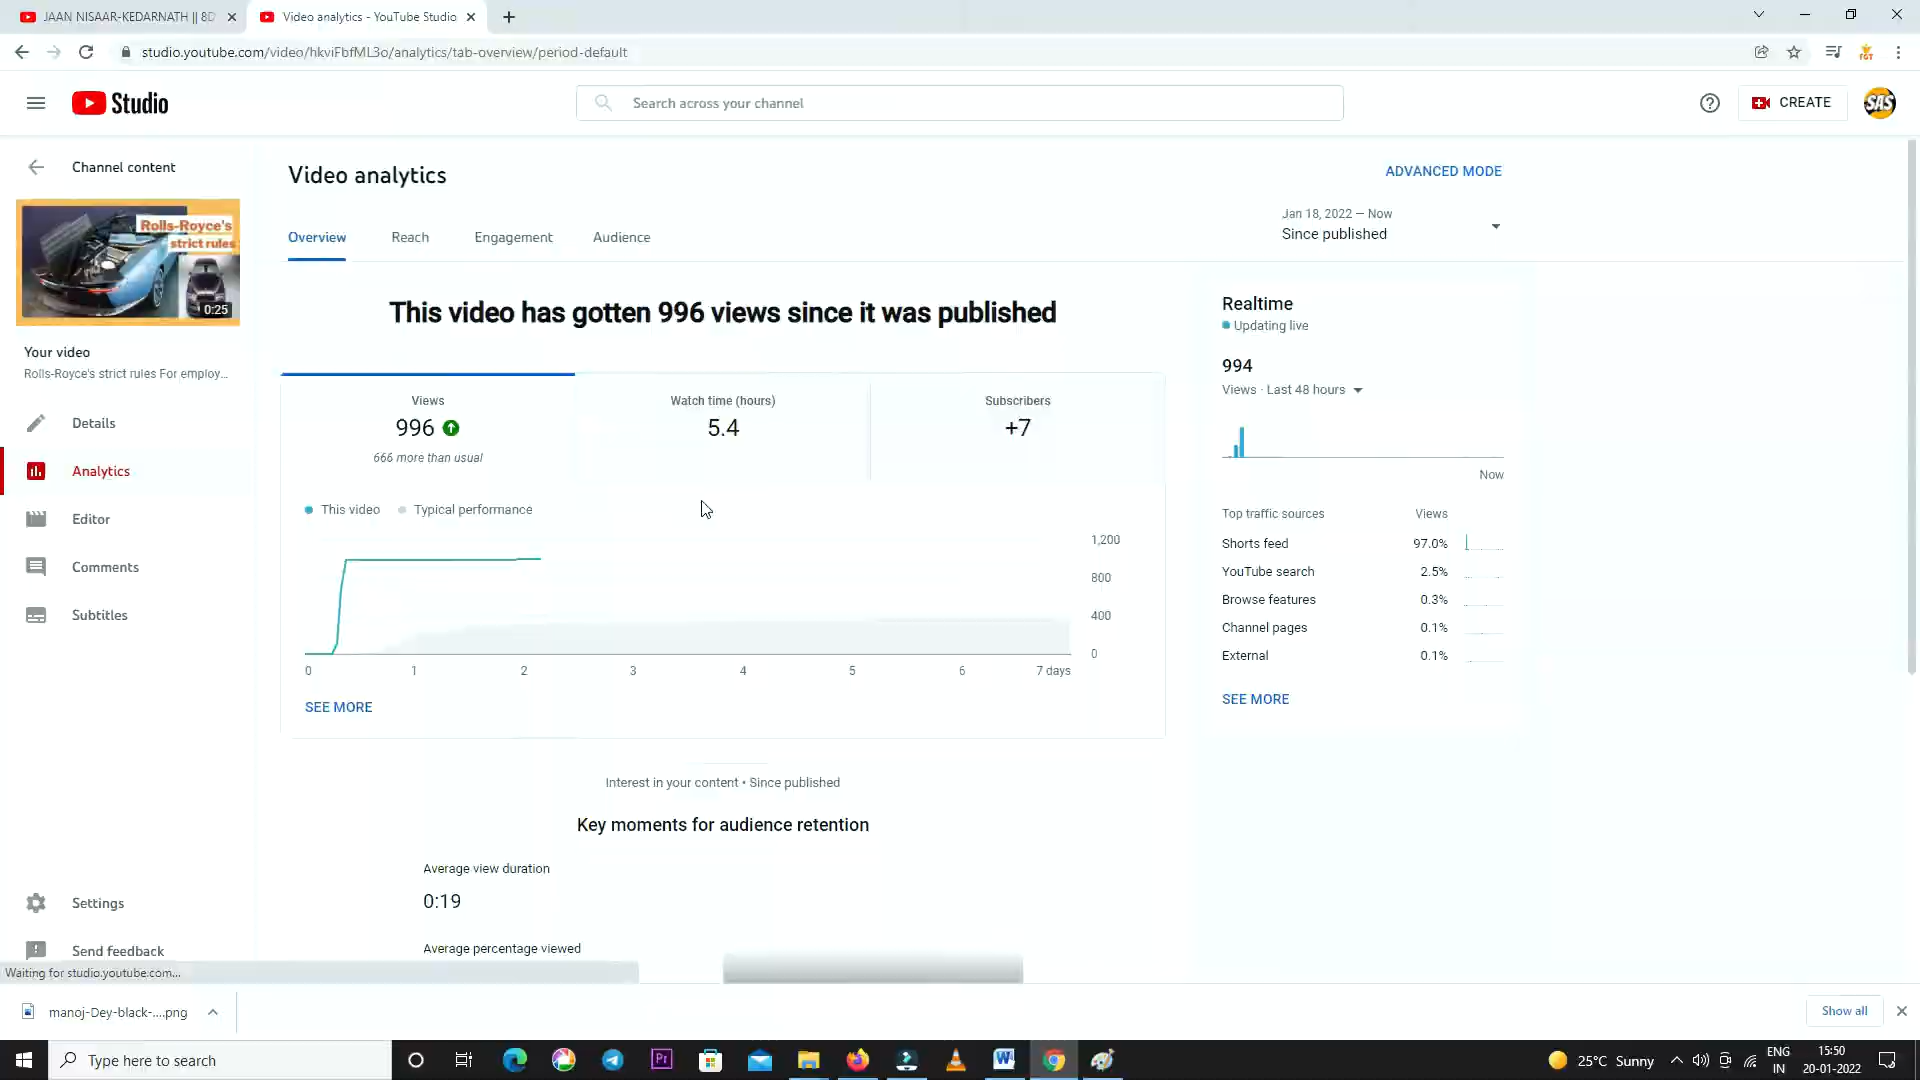 JAAN NISAAR-KEDARNATH || 8D
Video analytics - YouTube Studio
studio.youtube.com/video/hkviFbfML3o/analytics/tab-overview/period-default
Studio
Search across your channel
CREATE
SAS
Channel content
Rolls-Royce's
strict rules
0:25
Your video
Rolls-Royce's strict rules For employ...
Details
Analytics
Editor
Comments
Subtitles
Settings
Send feedback
Waiting for studio.youtube.com...
Video analytics
ADVANCED MODE
Jan 18, 2022 – Now
Since published
Overview
Reach
Engagement
Audience
This video has gotten 996 views since it was published
Views
996
666 more than usual
Watch time (hours)
5.4
Subscribers
+7
This video
Typical performance
1,200
800
400
0
0 1 2 3 4 5 6 7 days
SEE MORE
Interest in your content • Since published
Key moments for audience retention
Average view duration
0:19
Average percentage viewed
Realtime
Updating live
994
Views · Last 48 hours
Now
Top traffic sources Views
Shorts feed 97.0%
YouTube search 2.5%
Browse features 0.3%
Channel pages 0.1%
External 0.1%
SEE MORE
manoj-Dey-black-....png
Show all
Type here to search
Pr
25°C Sunny
ENG
IN
15:50
20-01-2022